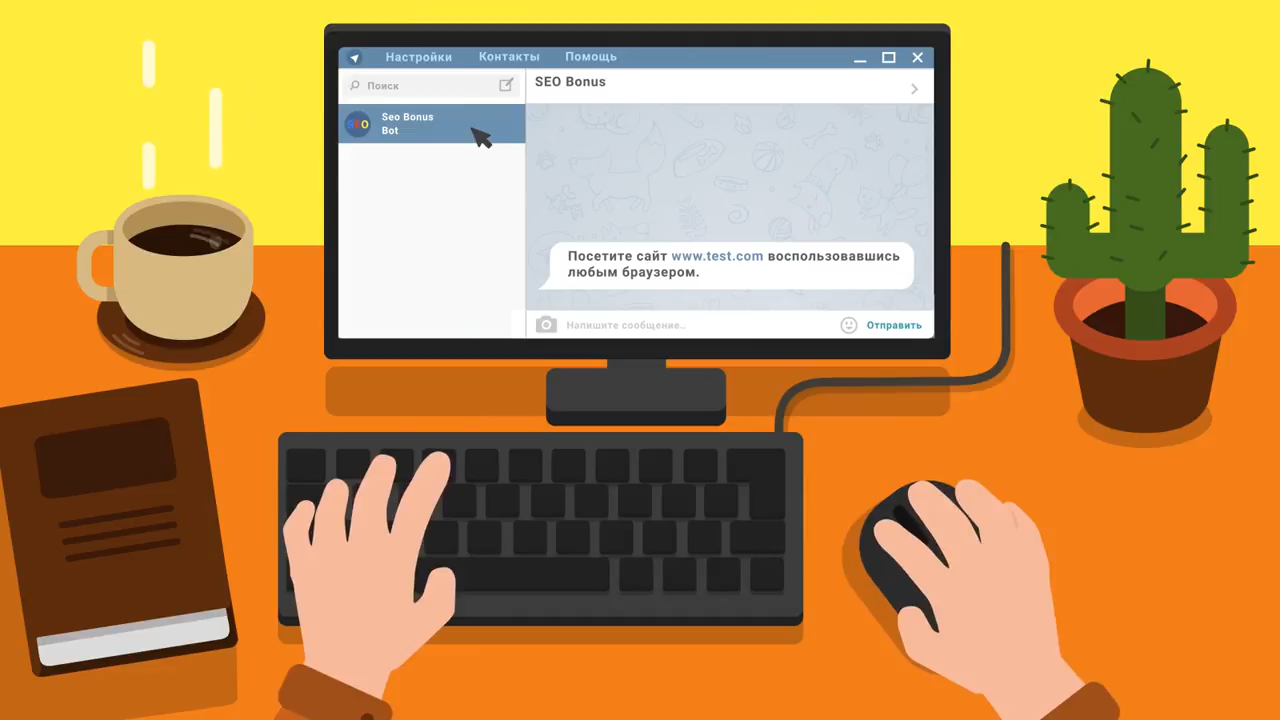 Настройки Контакты Помощь
Поиск
SEO Bonus
SEO
Seo Bonus
Bot
Посетите сайт www.test.com воспользовавшись
любым браузером.
Напишите сообщение..
Отправить